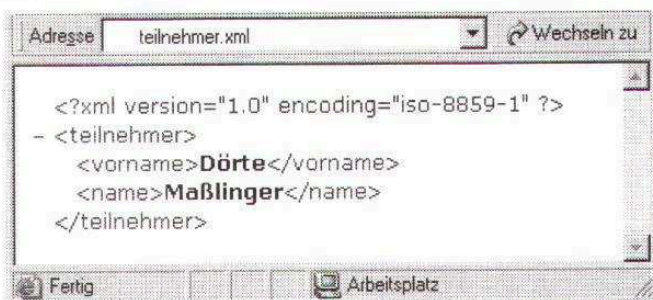 Adresse teilnehmer.xml Wechseln zu
<?xml version="1.0" encoding="iso-8859-1" ?>
– <teilnehmer>
<vorname>Dörte</vorname>
<name>Maßlinger</name>
</teilnehmer>
Fertig Arbeitsplatz